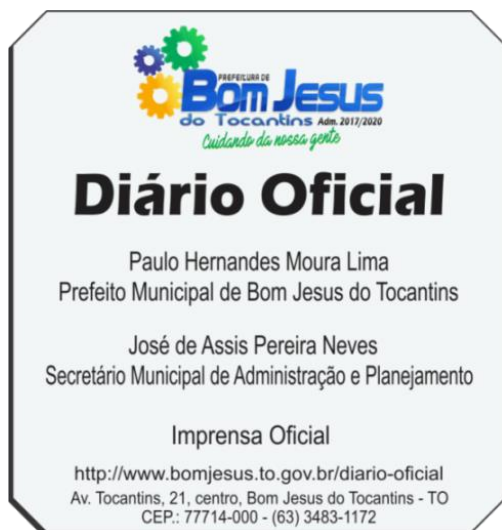 PREFEITURA DE
Bom Jesus
do Tocantins Adm. 2017/2020
Cuidando da nossa gente
Diário Oficial
Paulo Hernandes Moura Lima
Prefeito Municipal de Bom Jesus do Tocantins
José de Assis Pereira Neves
Secretário Municipal de Administração e Planejamento
Imprensa Oficial
http://www.bomjesus.to.gov.br/diario-oficial
Av. Tocantins, 21, centro, Bom Jesus do Tocantins - TO
CEP.: 77714-000 - (63) 3483-1172